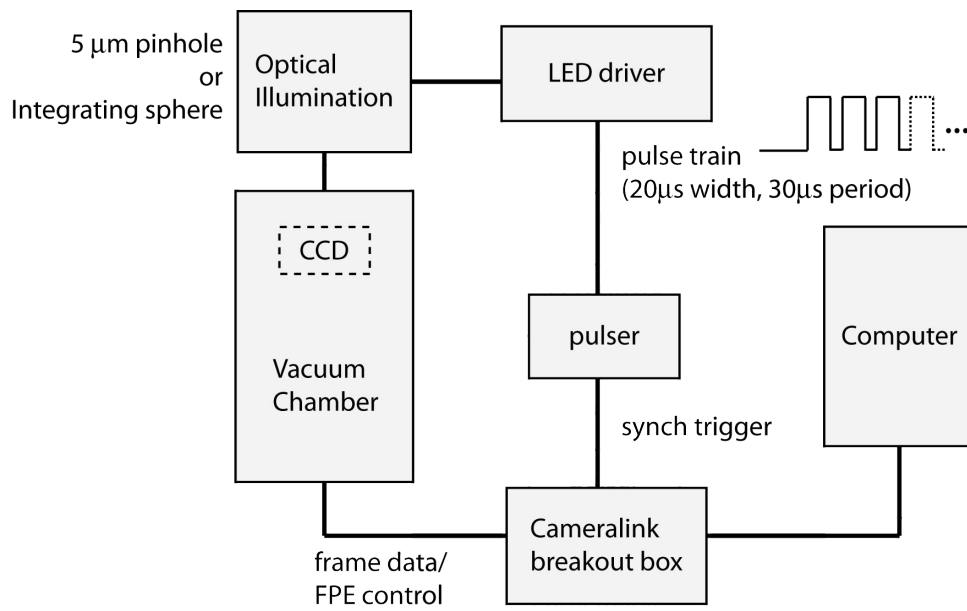 5 μm pinhole
or
Integrating sphere
Optical
Illumination
LED driver
pulse train
(20μs width, 30μs period)
...
CCD
Vacuum
Chamber
pulser
Computer
synch trigger
Cameralink
breakout box
frame data/
FPE control